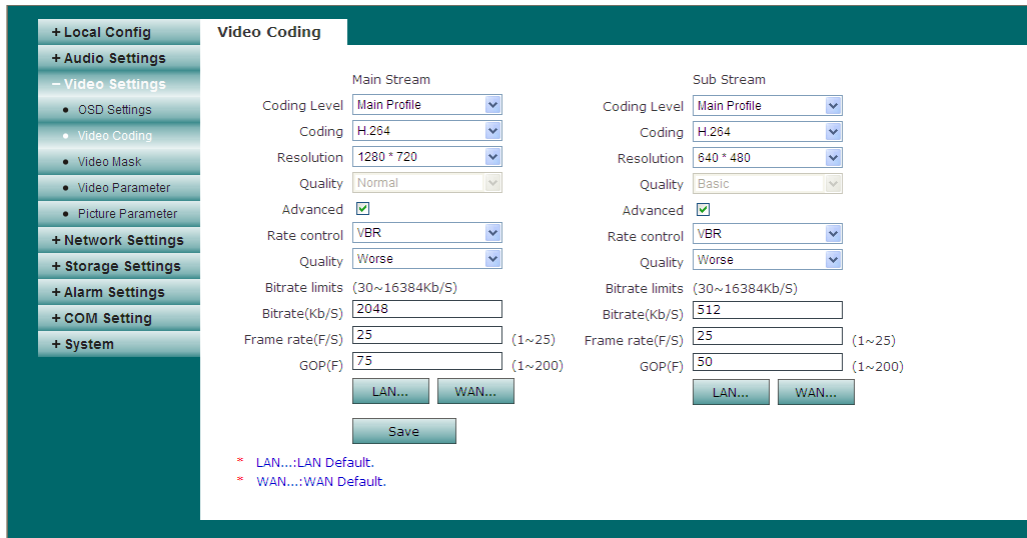 + Local Config
+ Audio Settings
− Video Settings
• OSD Settings
• Video Coding
• Video Mask
• Video Parameter
• Picture Parameter
+ Network Settings
+ Storage Settings
+ Alarm Settings
+ COM Setting
+ System
Video Coding
Main Stream
Coding Level Main Profile
Coding H.264
Resolution 1280 * 720
Quality Normal
Advanced
Rate control VBR
Quality Worse
Bitrate limits (30~16384Kb/S)
Bitrate(Kb/S) 2048
Frame rate(F/S) 25 (1~25)
GOP(F) 75 (1~200)
LAN... WAN...
Save
Sub Stream
Coding Level Main Profile
Coding H.264
Resolution 640 * 480
Quality Basic
Advanced
Rate control VBR
Quality Worse
Bitrate limits (30~16384Kb/S)
Bitrate(Kb/S) 512
Frame rate(F/S) 25 (1~25)
GOP(F) 50 (1~200)
LAN... WAN...
* LAN...:LAN Default.
* WAN...:WAN Default.